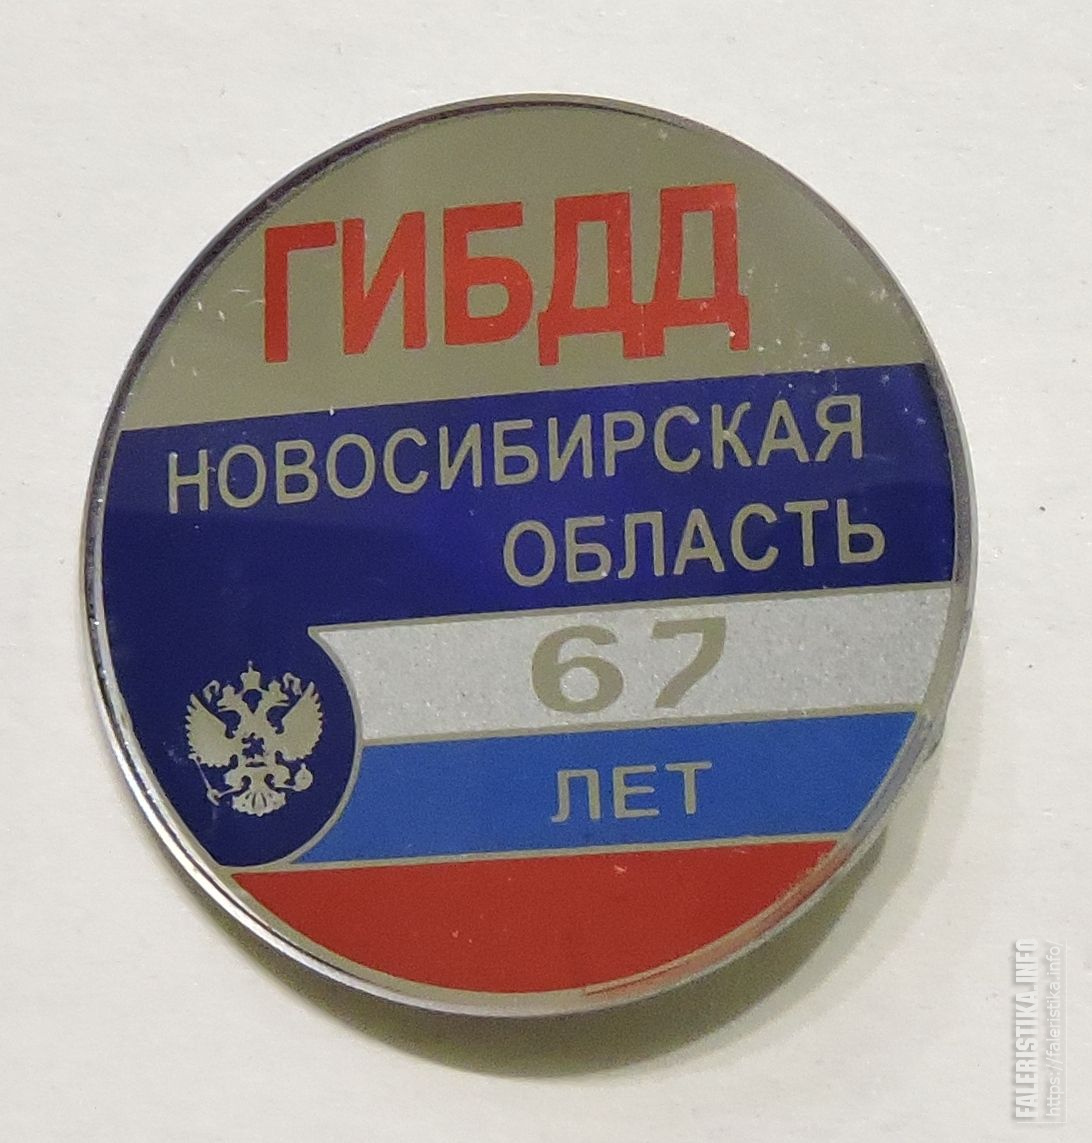 ГИБДД
НОВОСИБИРСКАЯ
ОБЛАСТЬ
67
ЛЕТ
FALERISTIKA.INFO
https://faleristika.info